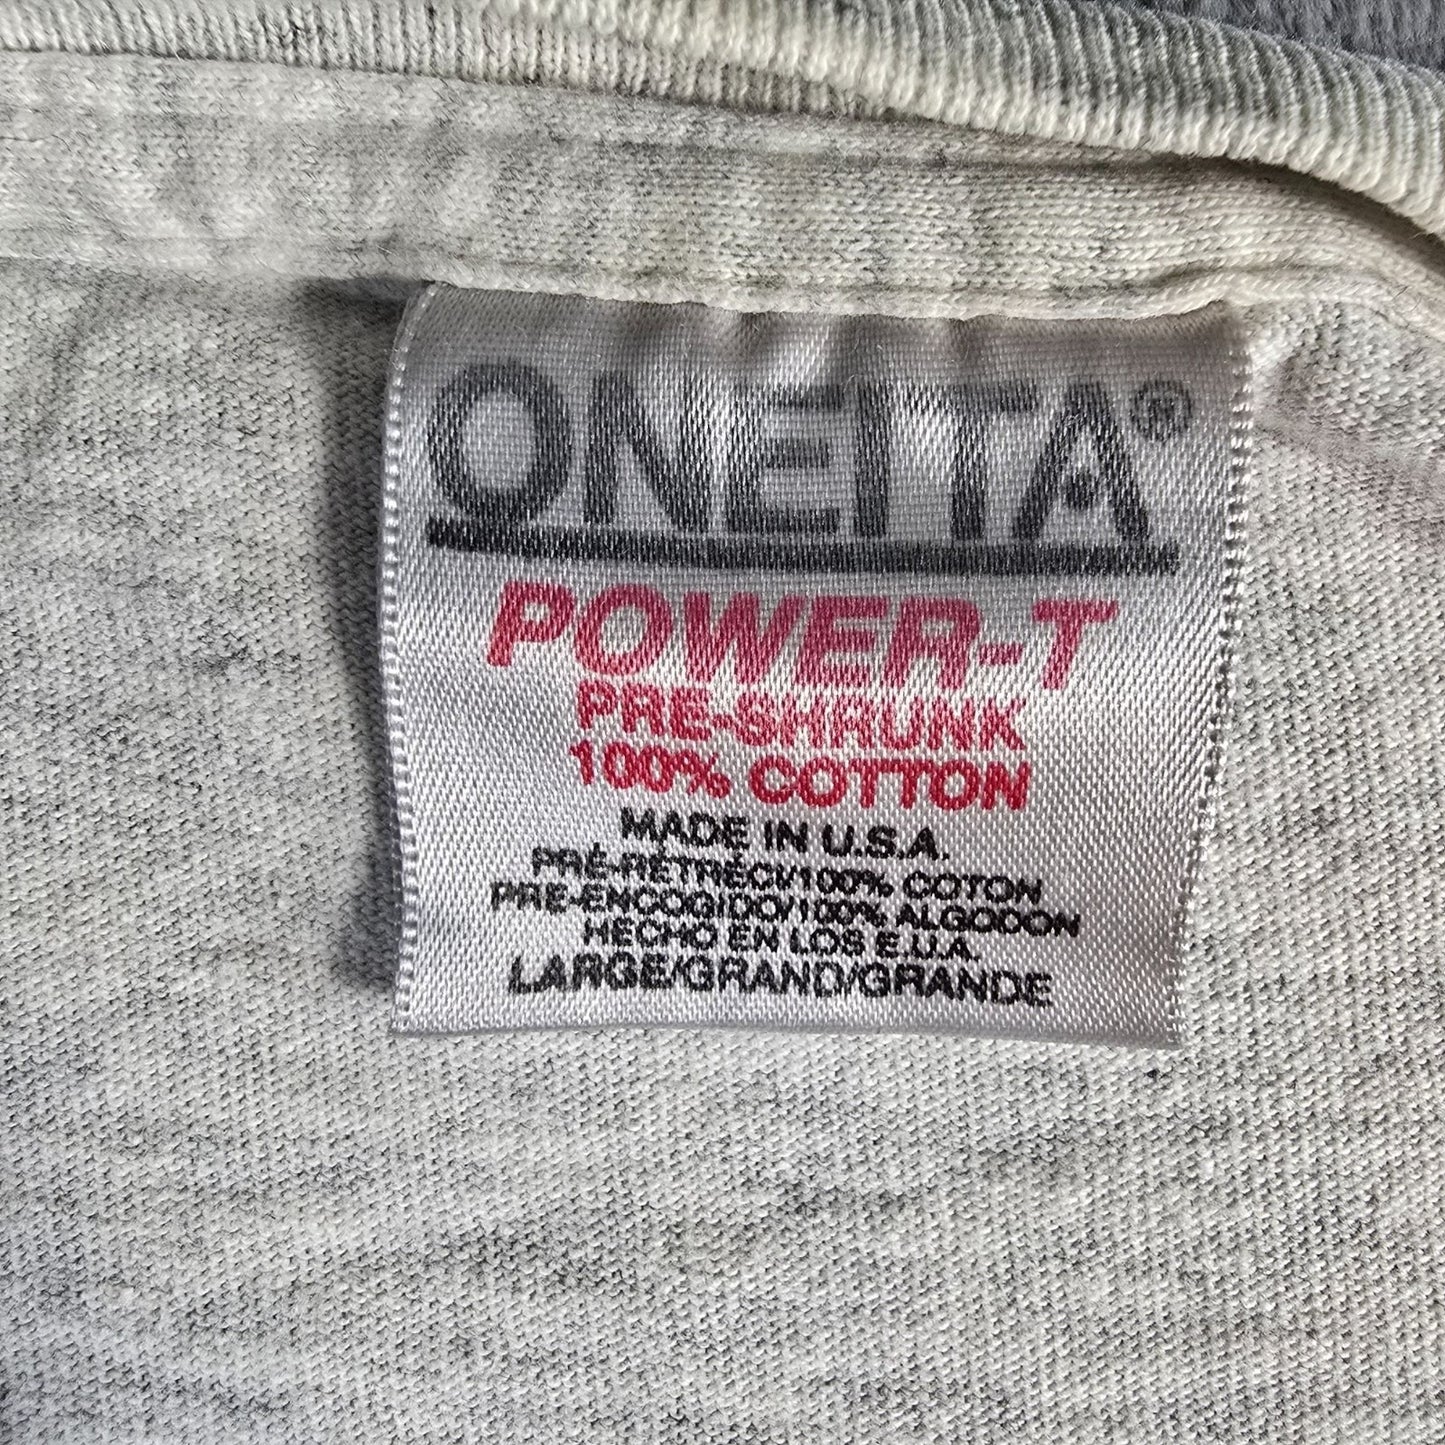 ONEITA®
POWER-T
PRE-SHRUNK
100% COTTON
MADE IN U.S.A.
PRÉ-RÉTRÉCI/100% COTON
PRE-ENCOGIDO/100% ALGODON
HECHO EN LOS E.U.A.
LARGE/GRAND/GRANDE